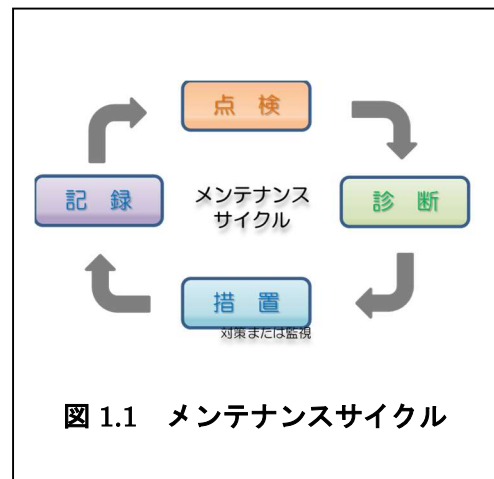 点 検
記 録
メンテナンス
サイクル
診 断
措 置
対策または監視
図 1.1 メンテナンスサイクル